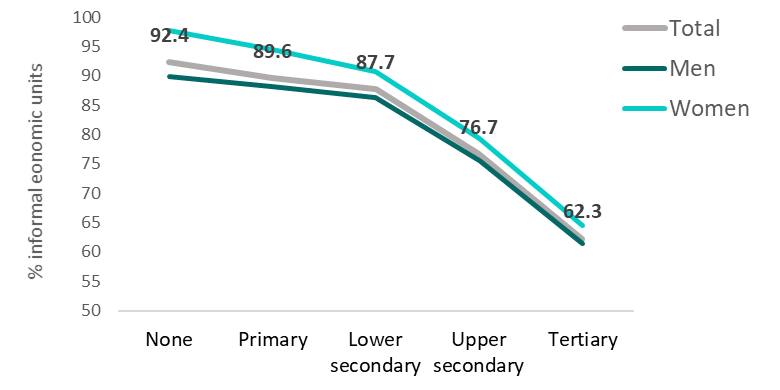 % informal eonomic units
100
95
90
85
80
75
70
65
60
55
50
92.4
89.6
87.7
76.7
62.3
None
Primary
Lower
secondary
Upper
secondary
Tertiary
Total
Men
Women